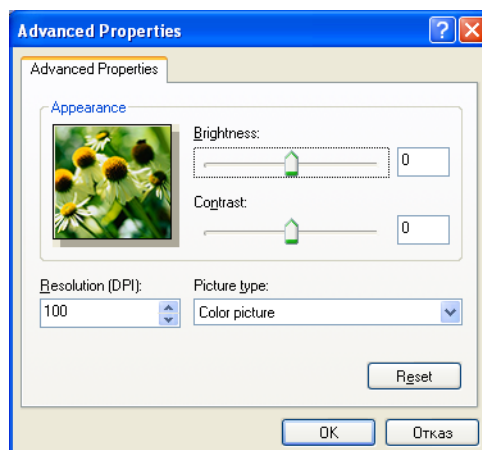 Advanced Properties
Advanced Properties
Appearance
Brightness:
0
Contrast:
0
Resolution (DPI):
Picture type:
100
Color picture
Reset
OK
Отказ